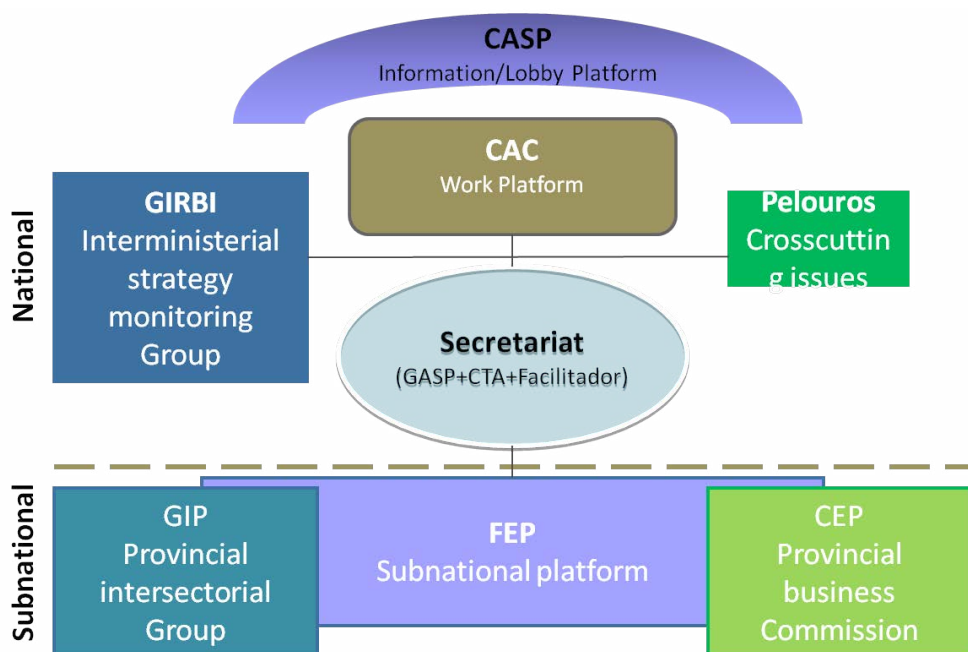 CASP
Information/Lobby Platform
CAC
Work Platform
GIRBI
Interministerial
strategy
monitoring
Group
Pelouros
Crosscuttin
g issues
National
Secretariat
(GASP+CTA+Facilitador)
Subnational
GIP
Provincial
intersectorial
Group
FEP
Subnational platform
CEP
Provincial
business
Commission